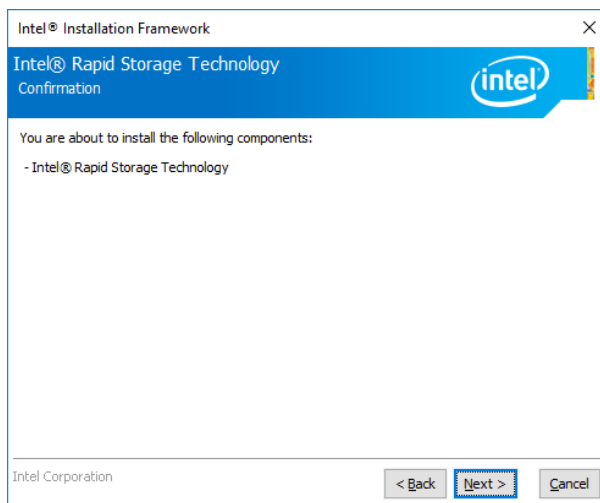 Intel® Installation Framework
Intel® Rapid Storage Technology
Confirmation
intel
You are about to install the following components:
- Intel® Rapid Storage Technology
Intel Corporation
< Back
Next >
Cancel